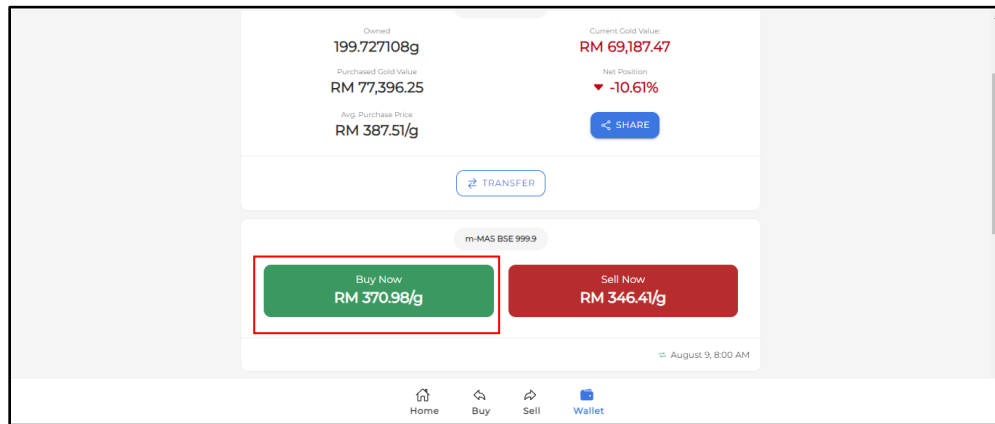 Owned
199.727108g
Current Gold Value:
RM 69,187.47
Purchased Gold Value
RM 77,396.25
Net Position
▼ -10.61%
Avg. Purchase Price
RM 387.51/g
SHARE
TRANSFER
m-MAS BSE 999.9
Buy Now
RM 370.98/g
Sell Now
RM 346.41/g
August 9, 8:00 AM
Home
Buy
Sell
Wallet